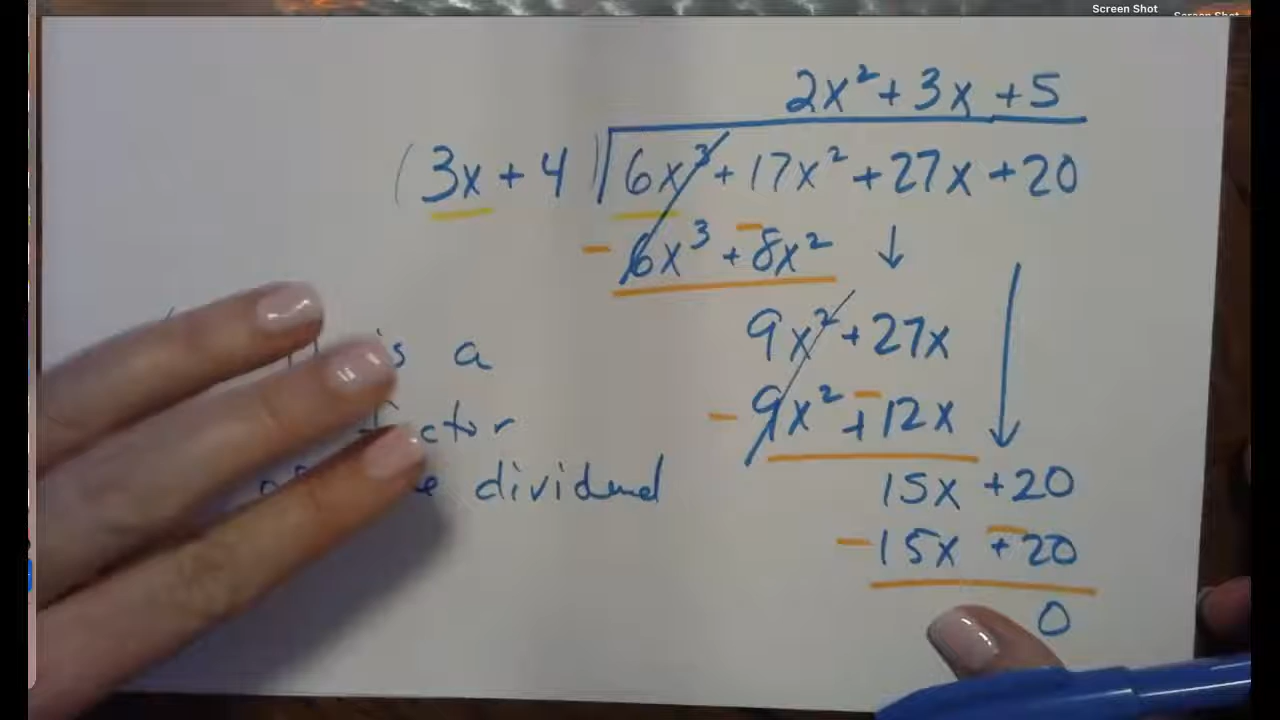 Screen Shot
2x² + 3x + 5
(3x + 4) 6x³ + 17x² + 27x + 20
- 6x³ + 8x²
9x² + 27x
- 9x² + 12x
15x + 20
- 15x + 20
0
a
dividend